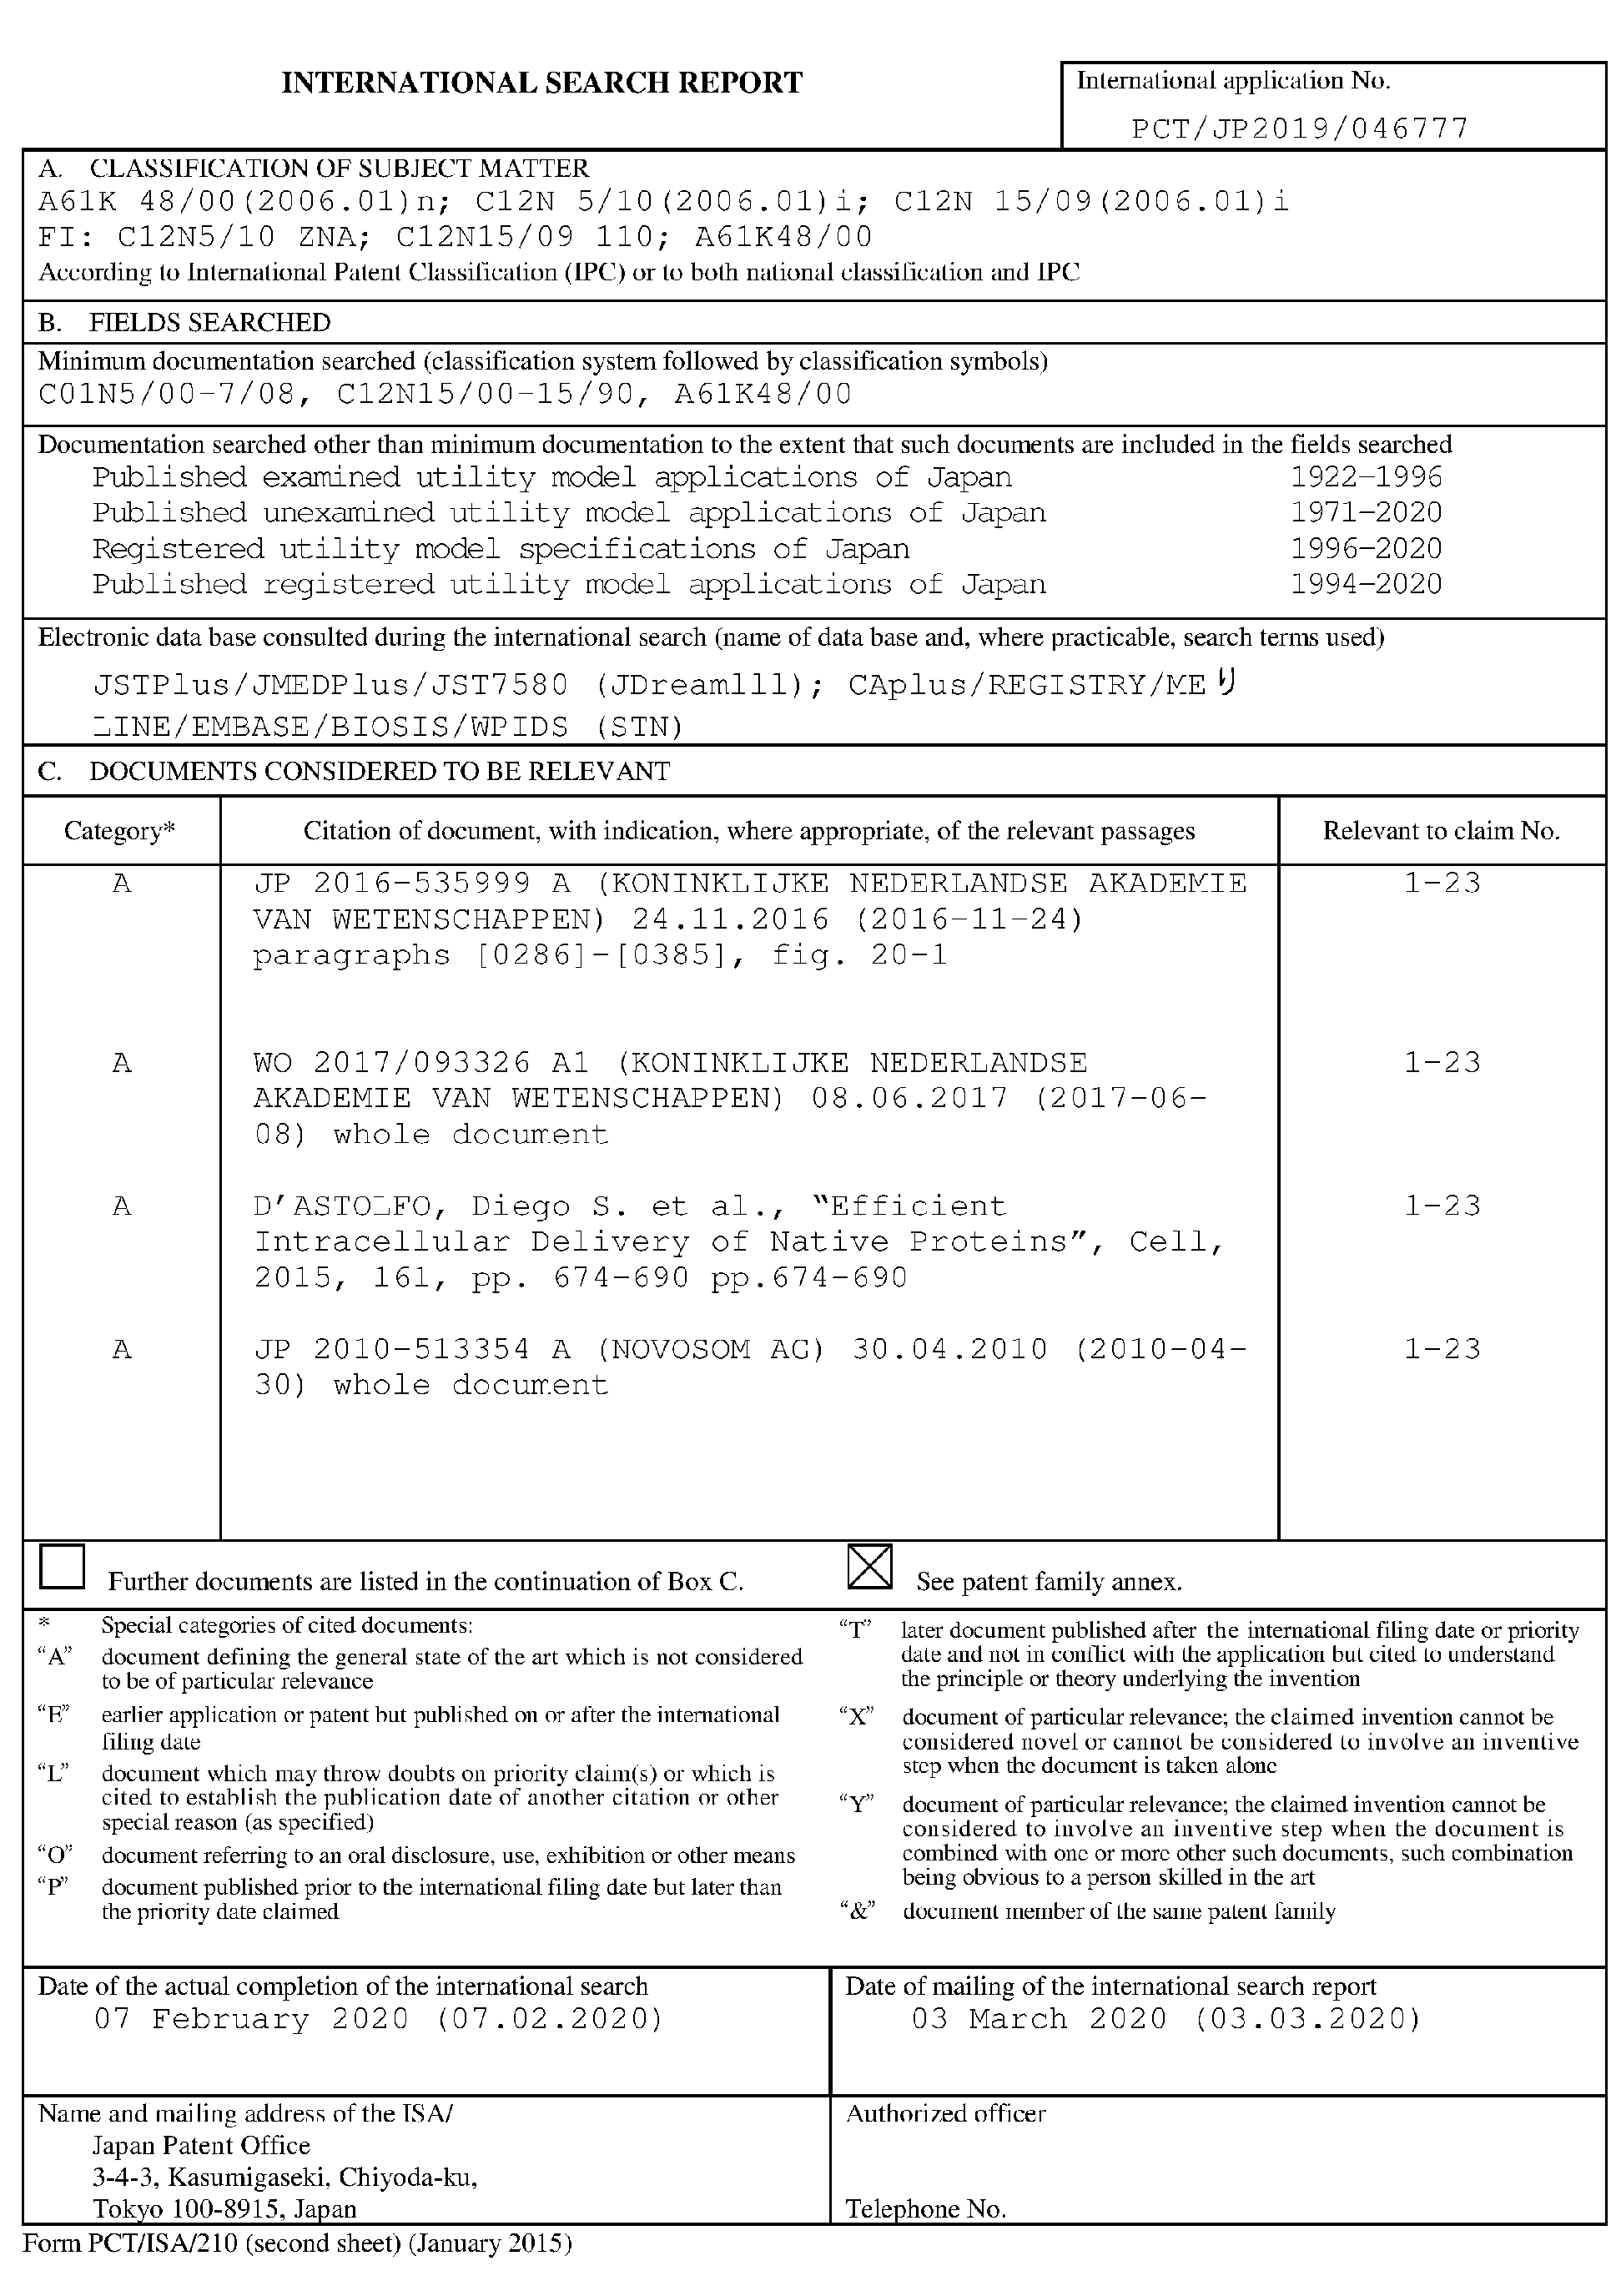 INTERNATIONAL SEARCH REPORT
International application No.
PCT/JP2019/046777
A. CLASSIFICATION OF SUBJECT MATTER
A61K 48/00(2006.01)n; C12N 5/10(2006.01)i; C12N 15/09(2006.01)i
FI: C12N5/10 ZNA; C12N15/09 110; A61K48/00
According to International Patent Classification (IPC) or to both national classification and IPC
B. FIELDS SEARCHED
Minimum documentation searched (classification system followed by classification symbols)
C01N5/00-7/08, C12N15/00-15/90, A61K48/00
Documentation searched other than minimum documentation to the extent that such documents are included in the fields searched
Published examined utility model applications of Japan 1922–1996
Published unexamined utility model applications of Japan 1971–2020
Registered utility model specifications of Japan 1996–2020
Published registered utility model applications of Japan 1994–2020
Electronic data base consulted during the international search (name of data base and, where practicable, search terms used)
JSTPlus/JMEDPlus/JST7580 (JDreamlll); CAplus/REGISTRY/ME
LINE/EMBASE/BIOSIS/WPIDS (STN)
C. DOCUMENTS CONSIDERED TO BE RELEVANT
Category* Citation of document, with indication, where appropriate, of the relevant passages Relevant to claim No.
A JP 2016-535999 A (KONINKLIJKE NEDERLANDSE AKADEMIE 1-23
VAN WETENSCHAPPEN) 24.11.2016 (2016-11-24)
paragraphs [0286]-[0385], fig. 20-1
A WO 2017/093326 A1 (KONINKLIJKE NEDERLANDSE 1-23
AKADEMIE VAN WETENSCHAPPEN) 08.06.2017 (2017-06-
08) whole document
A D'ASTOLFO, Diego S. et al., "Efficient 1-23
Intracellular Delivery of Native Proteins", Cell,
2015, 161, pp. 674-690 pp.674-690
A JP 2010-513354 A (NOVOSOM AG) 30.04.2010 (2010-04- 1-23
30) whole document
Further documents are listed in the continuation of Box C.
See patent family annex.
* Special categories of cited documents:
"A" document defining the general state of the art which is not considered
to be of particular relevance
"E" earlier application or patent but published on or after the international
filing date
"L" document which may throw doubts on priority claim(s) or which is
cited to establish the publication date of another citation or other
special reason (as specified)
"O" document referring to an oral disclosure, use, exhibition or other means
"P" document published prior to the international filing date but later than
the priority date claimed
"T" later document published after the international filing date or priority
date and not in conflict with the application but cited to understand
the principle or theory underlying the invention
"X" document of particular relevance; the claimed invention cannot be
considered novel or cannot be considered to involve an inventive
step when the document is taken alone
"Y" document of particular relevance; the claimed invention cannot be
considered to involve an inventive step when the document is
combined with one or more other such documents, such combination
being obvious to a person skilled in the art
"&" document member of the same patent family
Date of the actual completion of the international search
07 February 2020 (07.02.2020)
Date of mailing of the international search report
03 March 2020 (03.03.2020)
Name and mailing address of the ISA/
Japan Patent Office
3-4-3, Kasumigaseki, Chiyoda-ku,
Tokyo 100-8915, Japan
Authorized officer
Telephone No.
Form PCT/ISA/210 (second sheet) (January 2015)